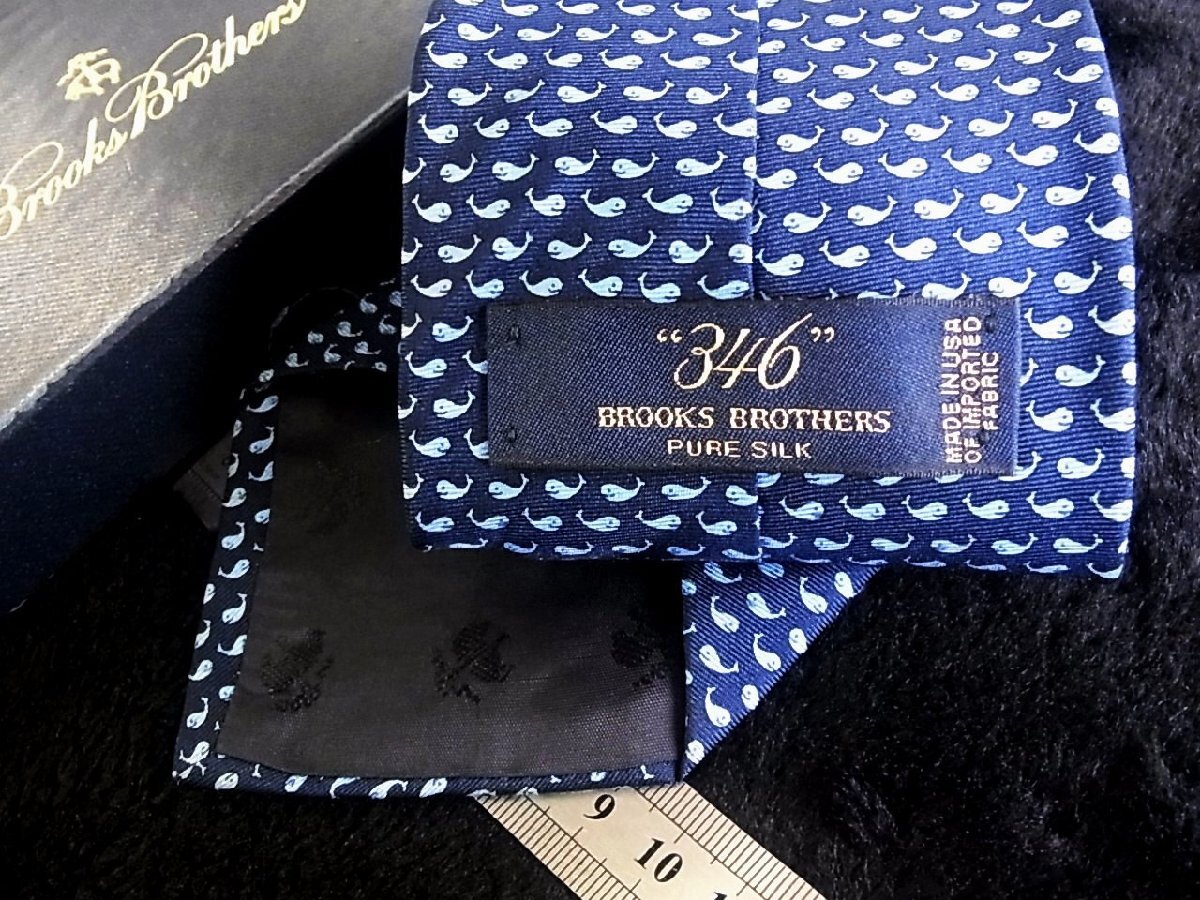 Brooks Brothers
"346"
BROOKS BROTHERS
PURE SILK
MADE IN USA
OF IMPORTED
FABRIC
9
10